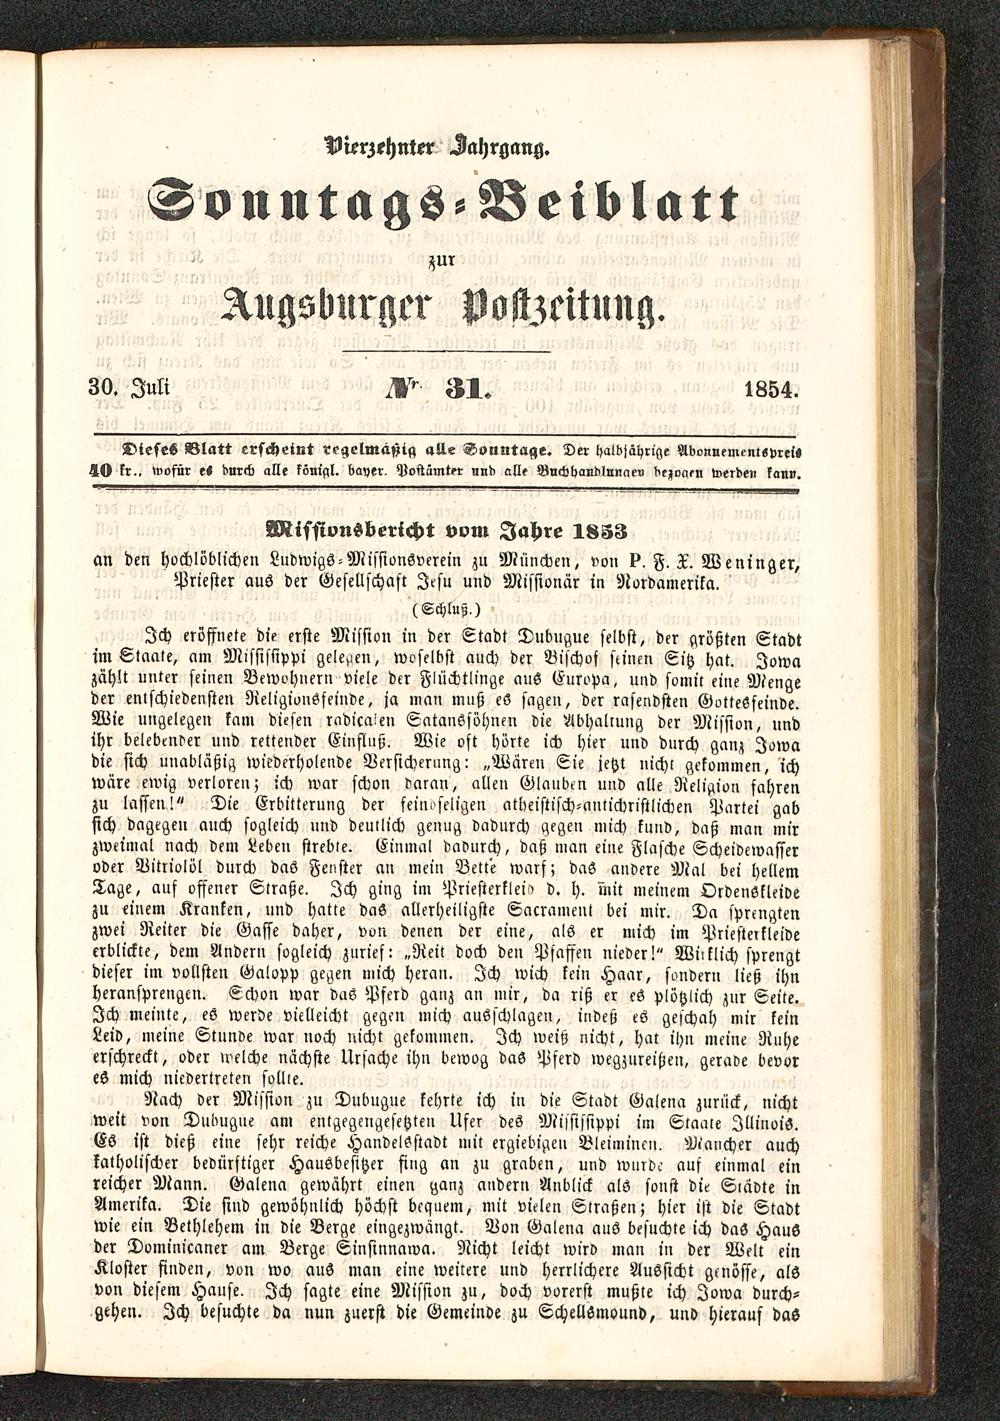 Vierzehnter Jahrgang.
Sonntags-Beiblatt
zur
Augsburger Postzeitung.
30. Juli Nr. 31. 1854.
Dieses Blatt erscheint regelmäßig alle Sonntage. Der halbjährige Abonnementspreis
40 kr., wofür es durch alle königl. bayer. Postämter und alle Buchhandlungen bezogen werden kann.
Missionsbericht vom Jahre 1853
an den hochlöblichen Ludwigs-Missionsverein zu München, von P. F. X. Weninger,
Priester aus der Gesellschaft Jesu und Missionär in Nordamerika.
(Schluß.)
Ich eröffnete die erste Mission in der Stadt Dubugue selbst, der größten Stadt
im Staate, am Mississippi gelegen, woselbst auch der Bischof seinen Sitz hat. Iowa
zählt unter seinen Bewohnern viele der Flüchtlinge aus Europa, und somit eine Menge
der entschiedensten Religionsfeinde, ja man muß es sagen, der rasendsten Gottesfeinde.
Wie ungelegen kam diesen radicalen Satanssöhnen die Abhaltung der Mission, und
ihr belebender und rettender Einfluß. Wie oft hörte ich hier und durch ganz Iowa
die sich unabläßig wiederholende Versicherung: „Wären Sie jetzt nicht gekommen, ich
wäre ewig verloren; ich war schon daran, allen Glauben und alle Religion fahren
zu lassen!“ Die Erbitterung der feindseligen atheistisch-antichristlichen Partei gab
sich dagegen auch sogleich und deutlich genug dadurch gegen mich kund, daß man mir
zweimal nach dem Leben strebte. Einmal dadurch, daß man eine Flasche Scheidewasser
oder Vitriolöl durch das Fenster an mein Bette warf; das andere Mal bei hellem
Tage, auf offener Straße. Ich ging im Priesterkleid d. h. mit meinem Ordenskleide
zu einem Kranken, und hatte das allerheiligste Sacrament bei mir. Da sprengten
zwei Reiter die Gasse daher, von denen der eine, als er mich im Priesterkleide
erblickte, dem Andern sogleich zurief: „Reit doch den Pfaffen nieder!“ Wirklich sprengt
dieser im vollsten Galopp gegen mich heran. Ich wich kein Haar, sondern ließ ihn
heransprengen. Schon war das Pferd ganz an mir, da riß er es plötzlich zur Seite.
Ich meinte, es werde vielleicht gegen mich ausschlagen, indeß es geschah mir kein
Leid, meine Stunde war noch nicht gekommen. Ich weiß nicht, hat ihn meine Ruhe
erschreckt, oder welche nächste Ursache ihn bewog das Pferd wegzureißen, gerade bevor
es mich niedertreten sollte.
Nach der Mission zu Dubugue kehrte ich in die Stadt Galena zurück, nicht
weit von Dubugue am entgegengesetzten Ufer des Mississippi im Staate Illinois.
Es ist dieß eine sehr reiche Handelsstadt mit ergiebigen Bleiminen. Mancher auch
katholischer bedürftiger Hausbesitzer fing an zu graben, und wurde auf einmal ein
reicher Mann. Galena gewährt einen ganz andern Anblick als sonst die Städte in
Amerika. Die sind gewöhnlich höchst bequem, mit vielen Straßen; hier ist die Stadt
wie ein Bethlehem in die Berge eingezwängt. Von Galena aus besuchte ich das Haus
der Dominicaner am Berge Sinsinnawa. Nicht leicht wird man in der Welt ein
Kloster finden, von wo aus man eine weitere und herrlichere Aussicht genösse, als
von diesem Hause. Ich sagte eine Mission zu, doch vorerst mußte ich Iowa durch-
gehen. Ich besuchte da nun zuerst die Gemeinde zu Schellsmound, und hierauf das